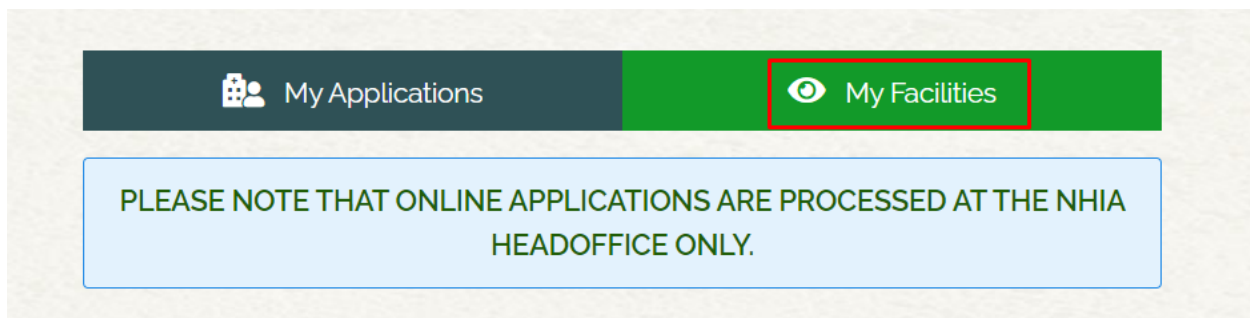 My Applications
My Facilities
PLEASE NOTE THAT ONLINE APPLICATIONS ARE PROCESSED AT THE NHIA
HEADOFFICE ONLY.